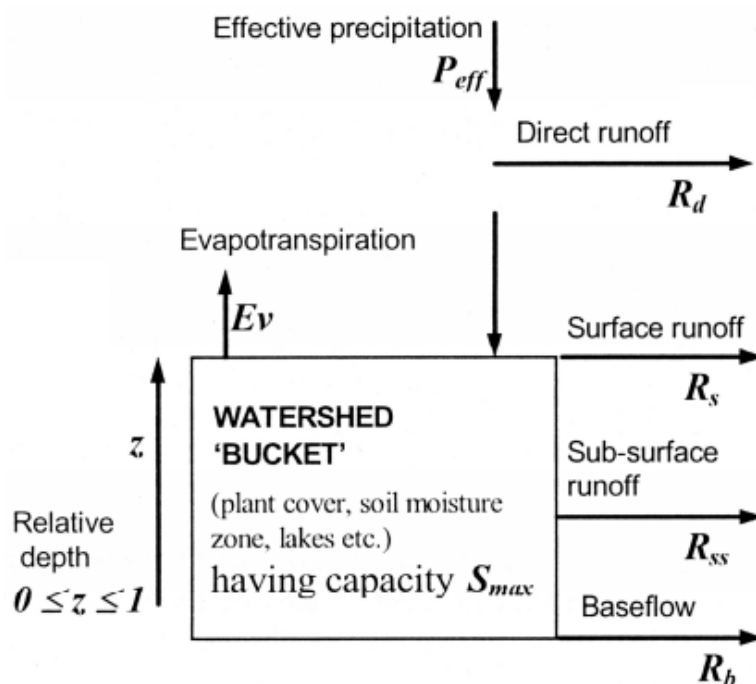 Effective precipitation
P_eff
Direct runoff
R_d
Evapotranspiration
Ev
Surface runoff
R_s
WATERSHED
‘BUCKET’
(plant cover, soil moisture
zone, lakes etc.)
having capacity S_max
z
Sub-surface
runoff
R_ss
Relative
depth
0 ≤ z ≤ 1
Baseflow
R_b